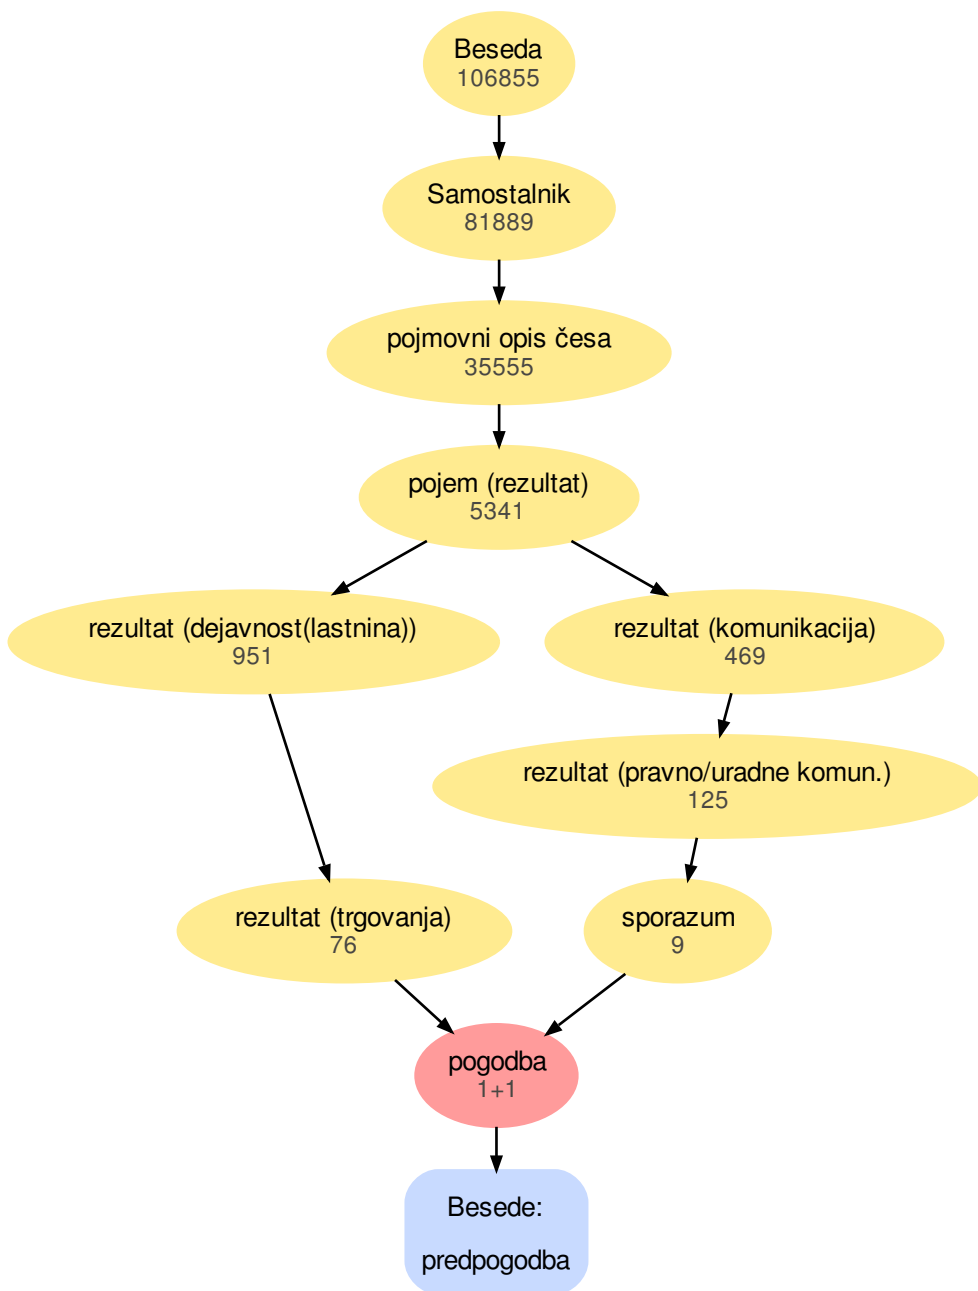 Beseda
106855
Samostalnik
81889
pojmovni opis česa
35555
pojem (rezultat)
5341
rezultat (dejavnost(lastnina))
951
rezultat (komunikacija)
469
rezultat (pravno/uradne komun.)
125
rezultat (trgovanja)
76
sporazum
9
pogodba
1+1
Besede:
predpogodba